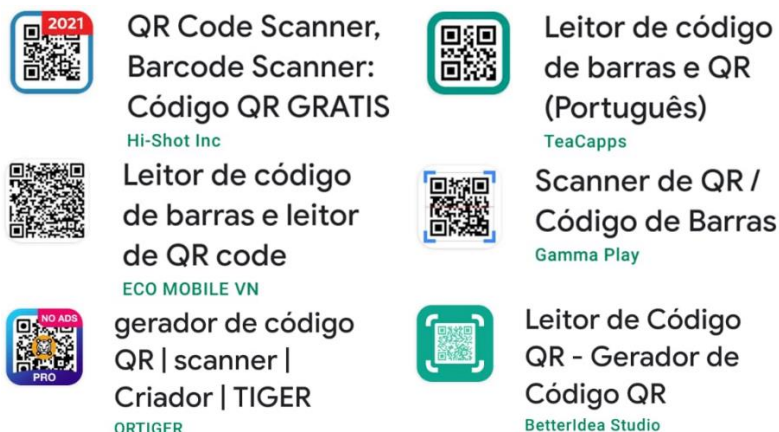 2021
QR Code Scanner,
Barcode Scanner:
Código QR GRATIS
Hi-Shot Inc
Leitor de código
de barras e QR
(Português)
TeaCapps
Leitor de código
de barras e leitor
de QR code
ECO MOBILE VN
Scanner de QR /
Código de Barras
Gamma Play
NO ADS
PRO
gerador de código
QR | scanner |
Criador | TIGER
ORTIGER
Leitor de Código
QR - Gerador de
Código QR
BetterIdea Studio